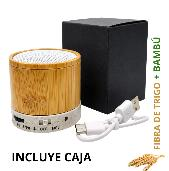 FIBRA DE TRIGO + BAMBÚ
INCLUYE CAJA